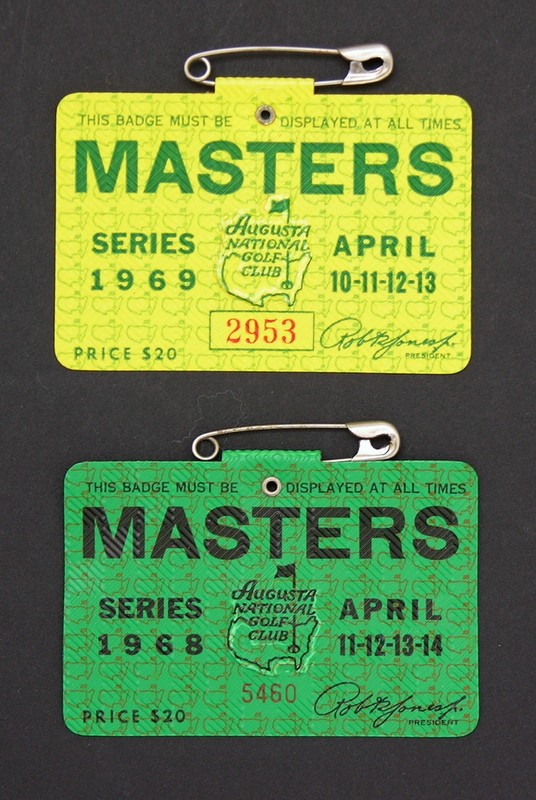 THIS BADGE MUST BE DISPLAYED AT ALL TIMES
MASTERS
SERIES
1969
AUGUSTA
NATIONAL
GOLF
CLUB
APRIL
10-11-12-13
2953
PRICE $20
Rob't T Jones Jr.
PRESIDENT
THIS BADGE MUST BE DISPLAYED AT ALL TIMES
MASTERS
SERIES
1968
AUGUSTA
NATIONAL
GOLF
CLUB
APRIL
11-12-13-14
5460
PRICE $20
Rob't T Jones Jr.
PRESIDENT